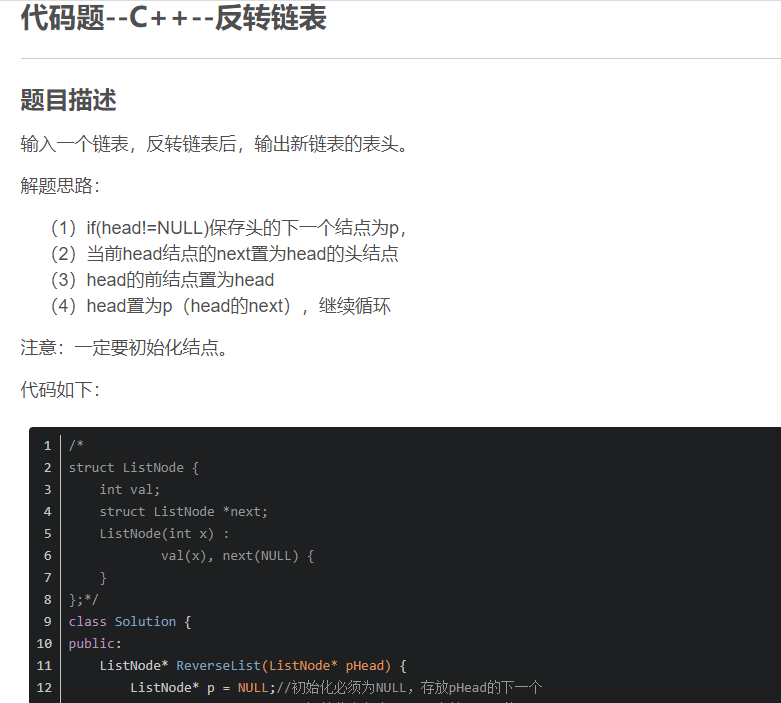 代码题--C++--反转链表
题目描述
输入一个链表，反转链表后，输出新链表的表头。
解题思路：
（1）if(head!=NULL)保存头的下一个结点为p，
（2）当前head结点的next置为head的头结点
（3）head的前结点置为head
（4）head置为p（head的next），继续循环
注意：一定要初始化结点。
代码如下：
1 /*
2 struct ListNode {
3     int val;
4     struct ListNode *next;
5     ListNode(int x) :
6             val(x), next(NULL) {
7     }
8 };*/
9 class Solution {
10 public:
11     ListNode* ReverseList(ListNode* pHead) {
12         ListNode* p = NULL;//初始化必须为NULL，存放pHead的下一个